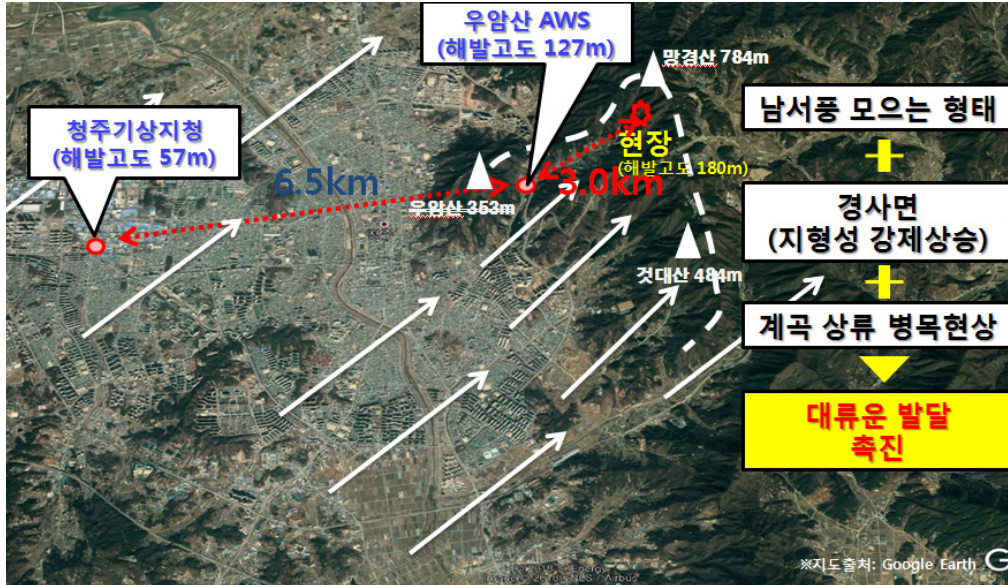 우암산 AWS
(해발고도 127m)
망경산 784m
청주기상지청
(해발고도 57m)
현장
(해발고도 180m)
6.5km
3.0km
우암산 353m
것대산 484m
남서풍 모으는 형태
경사면
(지형성 강제상승)
계곡 상류 병목현상
대류운 발달
촉진
※지도출처: Google Earth